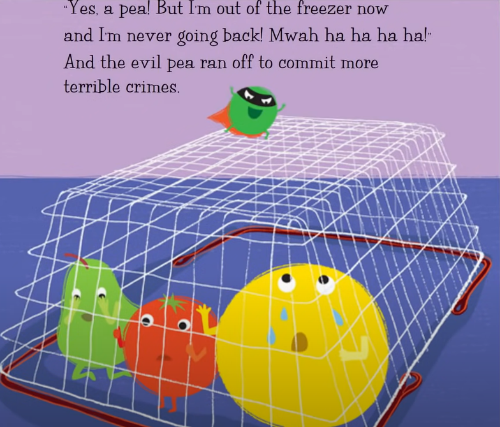 “Yes, a pea! But I'm out of the freezer now
and I'm never going back! Mwah ha ha ha ha!”
And the evil pea ran off to commit more
terrible crimes.